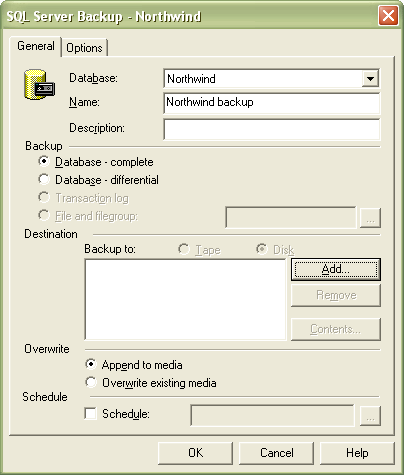 SQL Server Backup - Northwind
General Options
Database: Northwind
Name: Northwind backup
Description:
Backup
Database - complete
Database - differential
Transaction log
File and filegroup: ...
Destination
Backup to: Tape Disk
Add...
Remove
Contents...
Overwrite
Append to media
Overwrite existing media
Schedule
Schedule: ...
OK Cancel Help